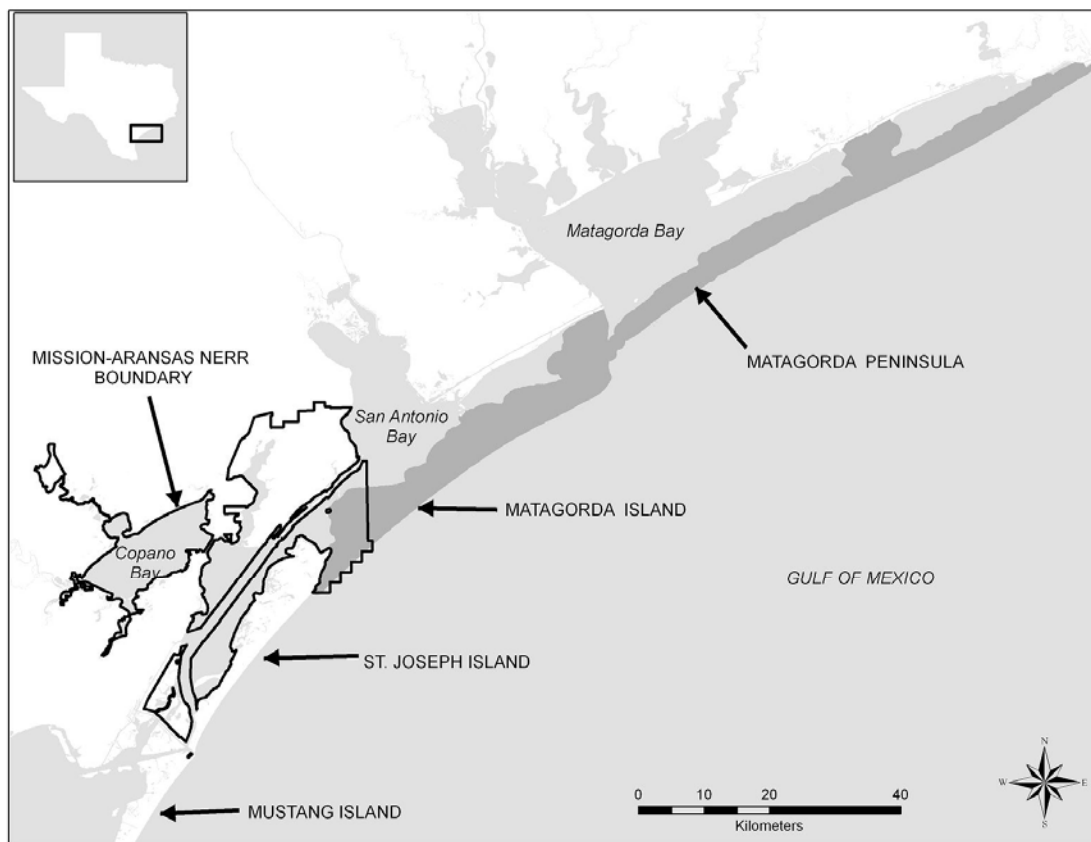 Matagorda Bay
MATAGORDA PENINSULA
MISSION-ARANSAS NERR
BOUNDARY
San Antonio
Bay
MATAGORDA ISLAND
Copano
Bay
GULF OF MEXICO
ST. JOSEPH ISLAND
MUSTANG ISLAND
0 10 20 40
Kilometers
N
W E
S